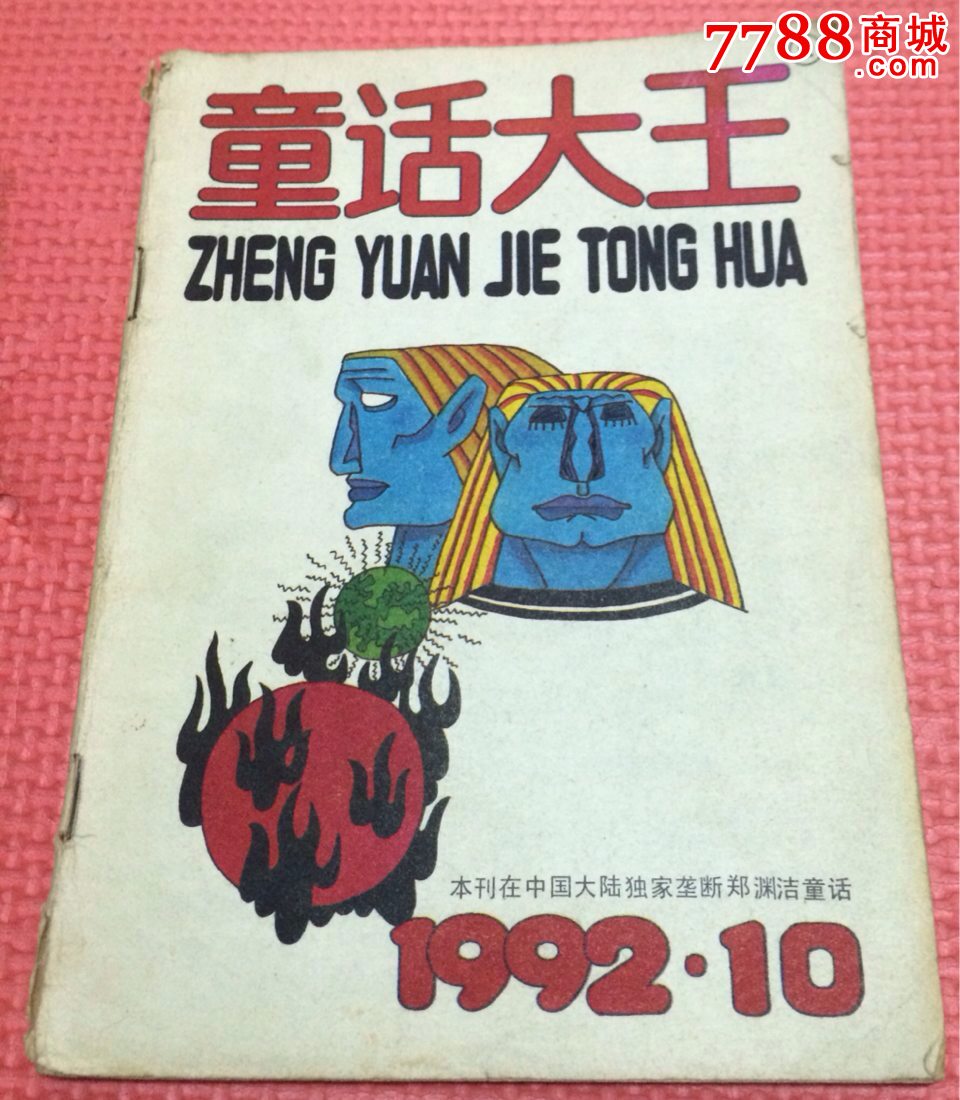 7788商城
.com
童话大王
ZHENG YUAN JIE TONG HUA
本刊在中国大陆独家垄断郑渊洁童话
1992·10